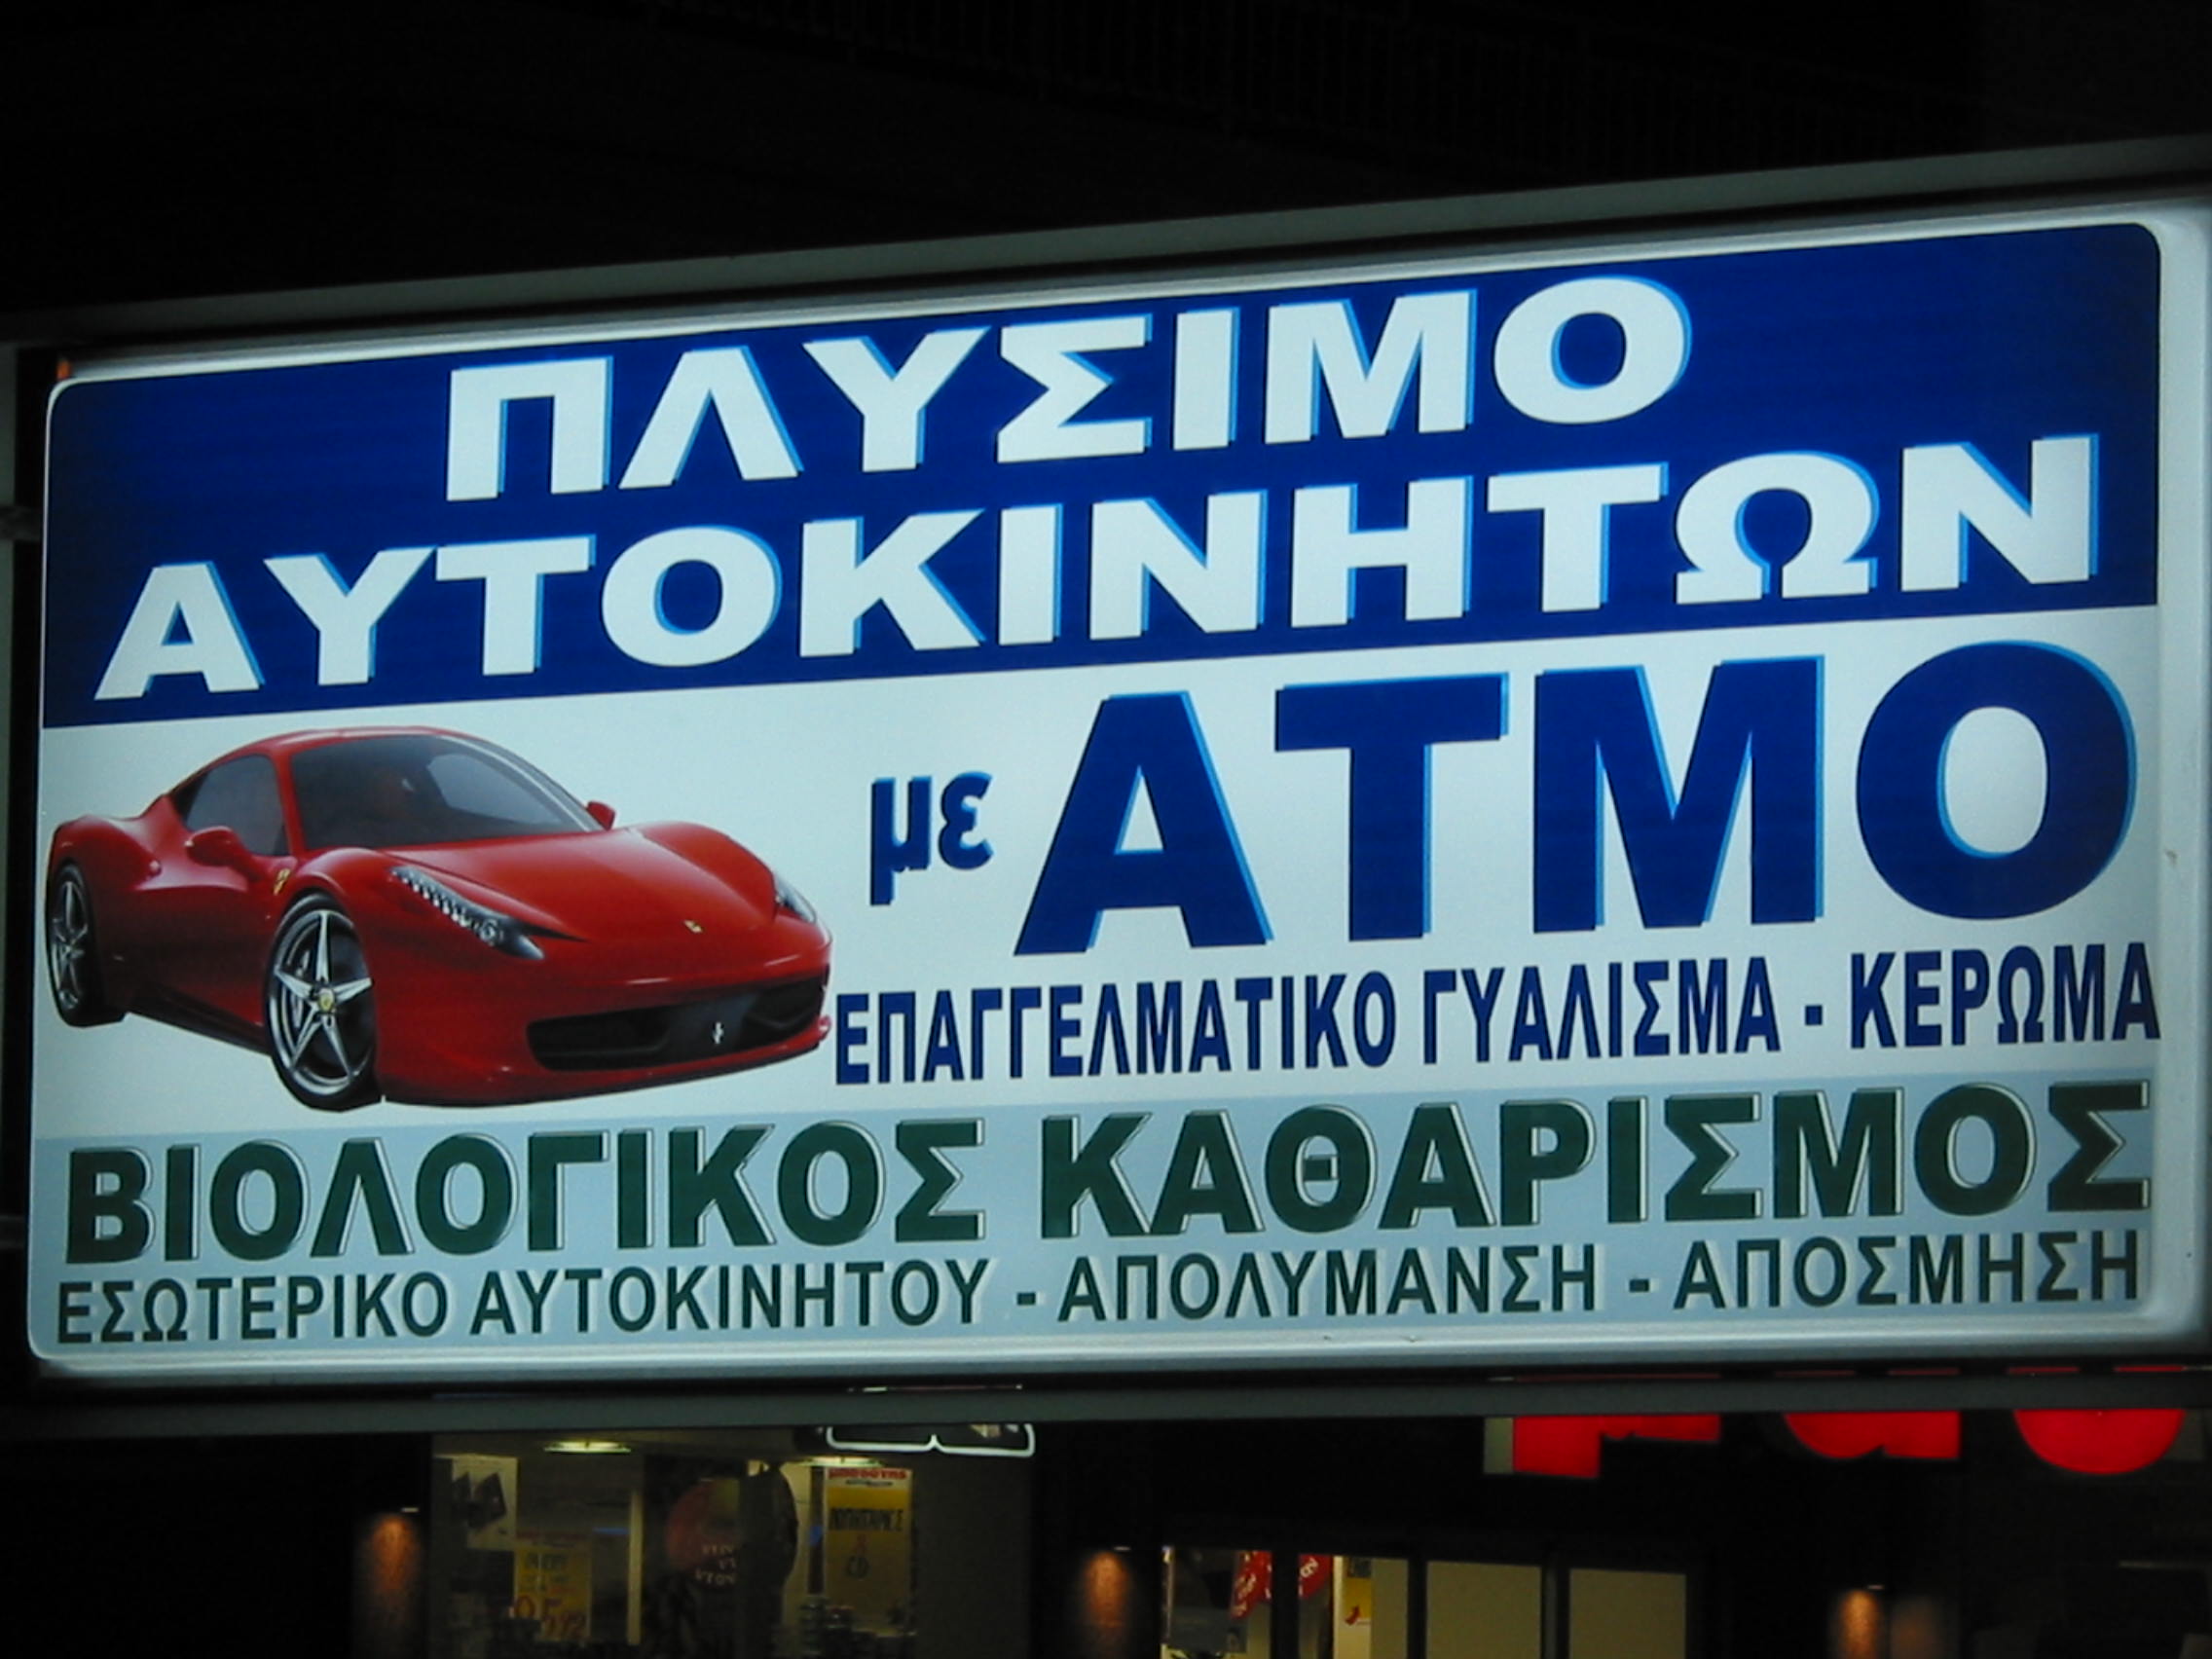 ΠΛΥΣΙΜΟ
ΑΥΤΟΚΙΝΗΤΩΝ
με ΑΤΜΟ
ΕΠΑΓΓΕΛΜΑΤΙΚΟ ΓΥΑΛΙΣΜΑ - ΚΕΡΩΜΑ
ΒΙΟΛΟΓΙΚΟΣ ΚΑΘΑΡΙΣΜΟΣ
ΕΣΩΤΕΡΙΚΟ ΑΥΤΟΚΙΝΗΤΟΥ - ΑΠΟΛΥΜΑΝΣΗ - ΑΠΟΣΜΗΣΗ